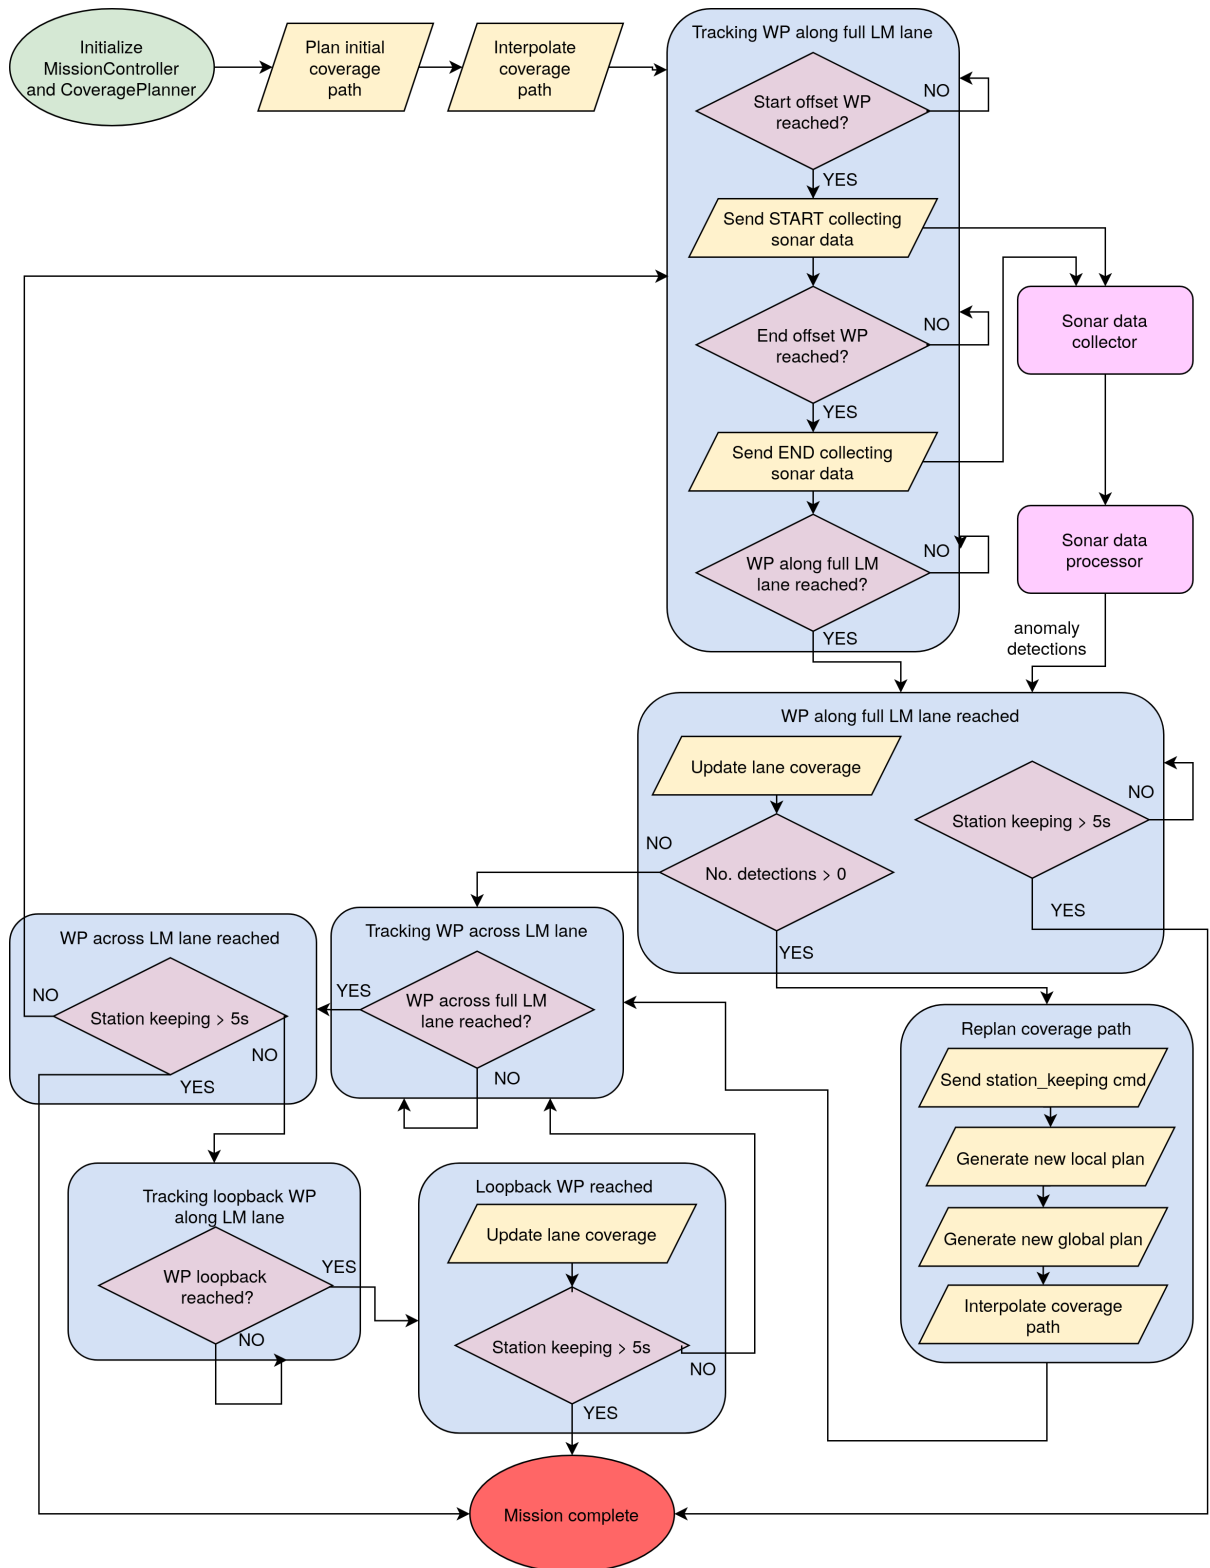 Initialize
MissionController
and CoveragePlanner
Plan initial
coverage
path
Interpolate
coverage
path
Tracking WP along full LM lane
Start offset WP
reached?
NO
YES
Send START collecting
sonar data
End offset WP
reached?
NO
YES
Send END collecting
sonar data
WP along full LM
lane reached?
NO
YES
Sonar data
collector
Sonar data
processor
anomaly
detections
WP along full LM lane reached
Update lane coverage
No. detections > 0
NO
YES
Station keeping > 5s
NO
YES
WP across LM lane reached
Station keeping > 5s
NO
NO
YES
Tracking WP across LM lane
WP across full LM
lane reached?
YES
NO
Replan coverage path
Send station_keeping cmd
Generate new local plan
Generate new global plan
Interpolate coverage
path
Tracking loopback WP
along LM lane
WP loopback
reached?
YES
NO
Loopback WP reached
Update lane coverage
Station keeping > 5s
NO
YES
Mission complete